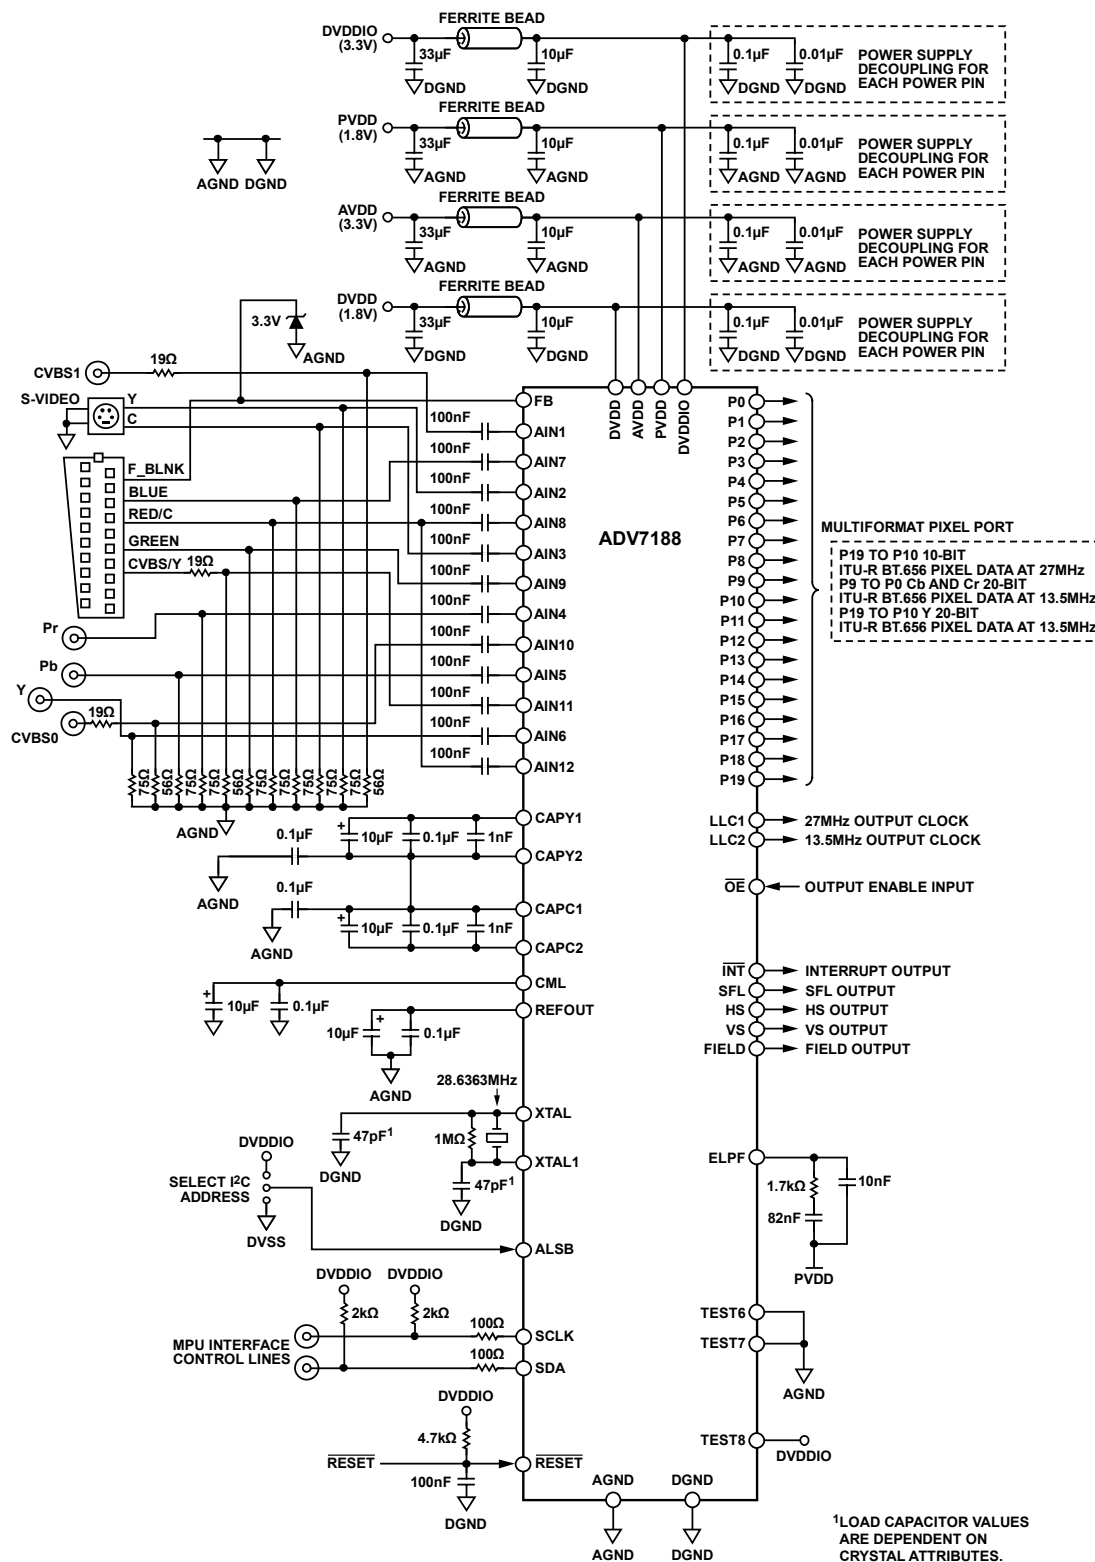 FERRITE BEAD
DVDDIO
(3.3V)
33µF
10µF
0.1µF
0.01µF
DGND
DGND
DGND
DGND
POWER SUPPLY
DECOUPLING FOR
EACH POWER PIN
FERRITE BEAD
PVDD
(1.8V)
33µF
10µF
0.1µF
0.01µF
AGND
AGND
AGND
AGND
POWER SUPPLY
DECOUPLING FOR
EACH POWER PIN
AGND DGND
FERRITE BEAD
AVDD
(3.3V)
33µF
10µF
0.1µF
0.01µF
AGND
AGND
AGND
AGND
POWER SUPPLY
DECOUPLING FOR
EACH POWER PIN
FERRITE BEAD
DVDD
(1.8V)
33µF
10µF
0.1µF
0.01µF
DGND
DGND
DGND
DGND
POWER SUPPLY
DECOUPLING FOR
EACH POWER PIN
3.3V
AGND
CVBS1
19Ω
S-VIDEO
Y
C
F_BLNK
BLUE
RED/C
GREEN
CVBS/Y
19Ω
Pr
Pb
Y
CVBS0
19Ω
75Ω
56Ω
75Ω
75Ω
56Ω
75Ω
75Ω
75Ω
75Ω
75Ω
56Ω
AGND
100nF
100nF
100nF
100nF
100nF
100nF
100nF
100nF
100nF
100nF
100nF
100nF
FB
AIN1
AIN7
AIN2
AIN8
AIN3
AIN9
AIN4
AIN10
AIN5
AIN11
AIN6
AIN12
DVDD
AVDD
PVDD
DVDDIO
ADV7188
P0
P1
P2
P3
P4
P5
P6
P7
P8
P9
P10
P11
P12
P13
P14
P15
P16
P17
P18
P19
MULTIFORMAT PIXEL PORT
P19 TO P10 10-BIT
ITU-R BT.656 PIXEL DATA AT 27MHz
P9 TO P0 Cb AND Cr 20-BIT
ITU-R BT.656 PIXEL DATA AT 13.5MHz
P19 TO P10 Y 20-BIT
ITU-R BT.656 PIXEL DATA AT 13.5MHz
0.1µF
+
10µF
0.1µF
1nF
CAPY1
CAPY2
AGND
0.1µF
+
10µF
0.1µF
1nF
CAPC1
CAPC2
AGND
LLC1
27MHz OUTPUT CLOCK
LLC2
13.5MHz OUTPUT CLOCK
OE
OUTPUT ENABLE INPUT
INT
INTERRUPT OUTPUT
SFL
SFL OUTPUT
HS
HS OUTPUT
VS
VS OUTPUT
FIELD
FIELD OUTPUT
+
10µF
0.1µF
CML
REFOUT
10µF
+
0.1µF
AGND
28.6363MHz
XTAL
47pF1
1MΩ
DGND
XTAL1
47pF1
DGND
DVDDIO
SELECT I2C
ADDRESS
DVSS
ALSB
ELPF
1.7kΩ
10nF
82nF
PVDD
DVDDIO
DVDDIO
2kΩ
2kΩ
MPU INTERFACE
CONTROL LINES
100Ω
SCLK
100Ω
SDA
TEST6
TEST7
AGND
DVDDIO
4.7kΩ
RESET
RESET
100nF
DGND
TEST8
DVDDIO
AGND
DGND
AGND
DGND
1LOAD CAPACITOR VALUES
ARE DEPENDENT ON
CRYSTAL ATTRIBUTES.